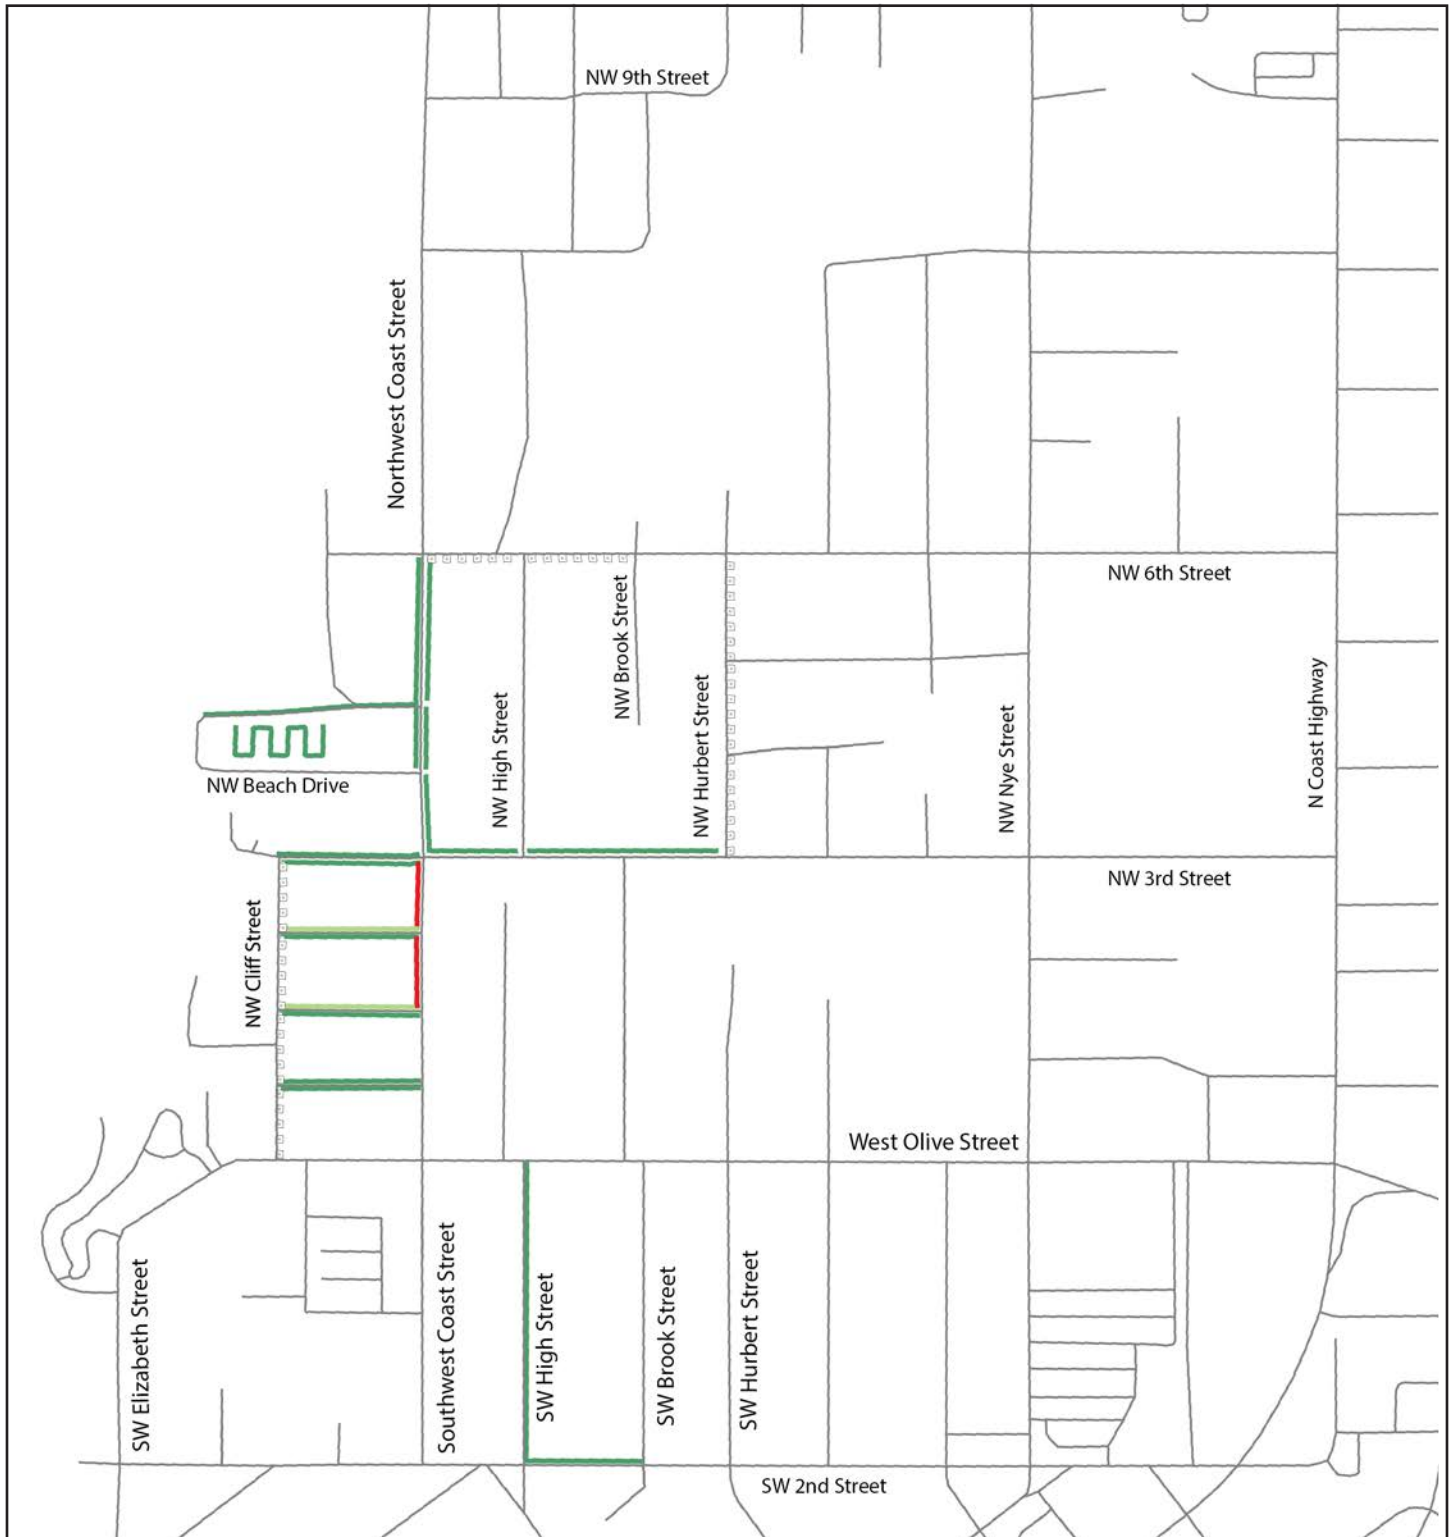 NW 9th Street
Northwest Coast Street
NW 6th Street
NW Brook Street
NW High Street
NW Hurbert Street
NW Nye Street
N Coast Highway
NW Beach Drive
NW 3rd Street
NW Cliff Street
West Olive Street
SW Elizabeth Street
Southwest Coast Street
SW High Street
SW Brook Street
SW Hurbert Street
SW 2nd Street